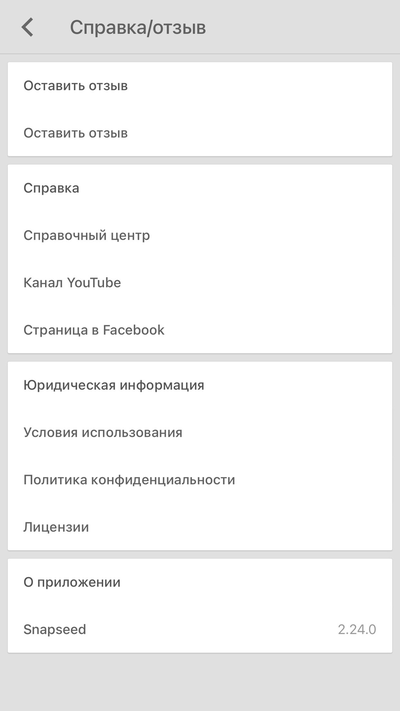 Справка/отзыв
Оставить отзыв
Оставить отзыв
Справка
Справочный центр
Канал YouTube
Страница в Facebook
Юридическая информация
Условия использования
Политика конфиденциальности
Лицензии
О приложении
Snapseed 2.24.0